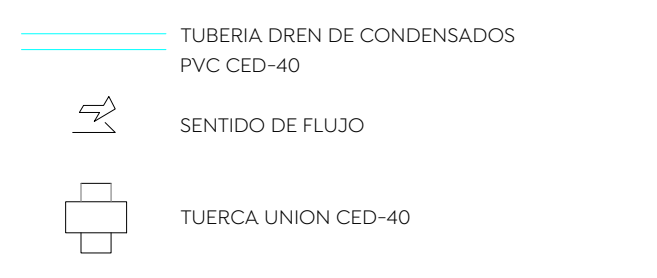 TUBERIA DREN DE CONDENSADOS
PVC CED-40
SENTIDO DE FLUJO
TUERCA UNION CED-40